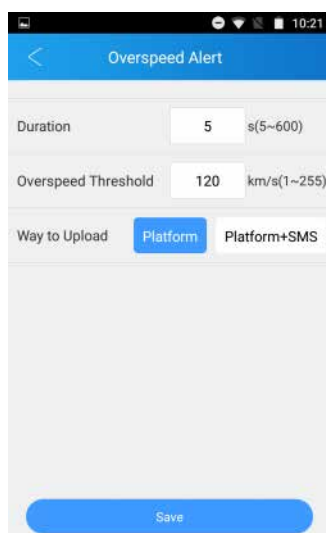 10:21
Overspeed Alert
Duration 5 s(5~600)
Overspeed Threshold 120 km/s(1~255)
Way to Upload Platform Platform+SMS
Save